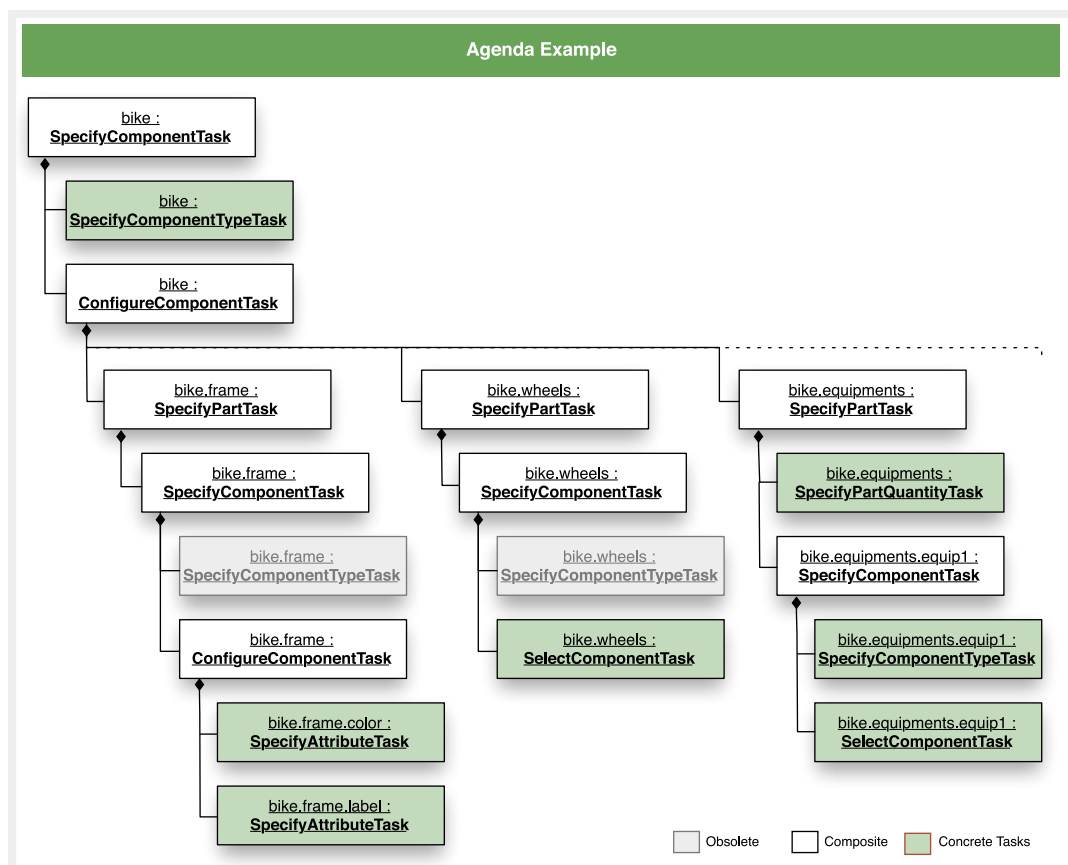 Agenda Example
bike :
SpecifyComponentTask
bike :
SpecifyComponentTypeTask
bike :
ConfigureComponentTask
bike.frame :
SpecifyPartTask
bike.frame :
SpecifyComponentTask
bike.frame :
SpecifyComponentTypeTask
bike.frame :
ConfigureComponentTask
bike.frame.color :
SpecifyAttributeTask
bike.frame.label :
SpecifyAttributeTask
bike.wheels :
SpecifyPartTask
bike.wheels :
SpecifyComponentTask
bike.wheels :
SpecifyComponentTypeTask
bike.wheels :
SelectComponentTask
bike.equipments :
SpecifyPartTask
bike.equipments :
SpecifyPartQuantityTask
bike.equipments.equip1 :
SpecifyComponentTask
bike.equipments.equip1 :
SpecifyComponentTypeTask
bike.equipments.equip1 :
SelectComponentTask
Obsolete
Composite
Concrete Tasks